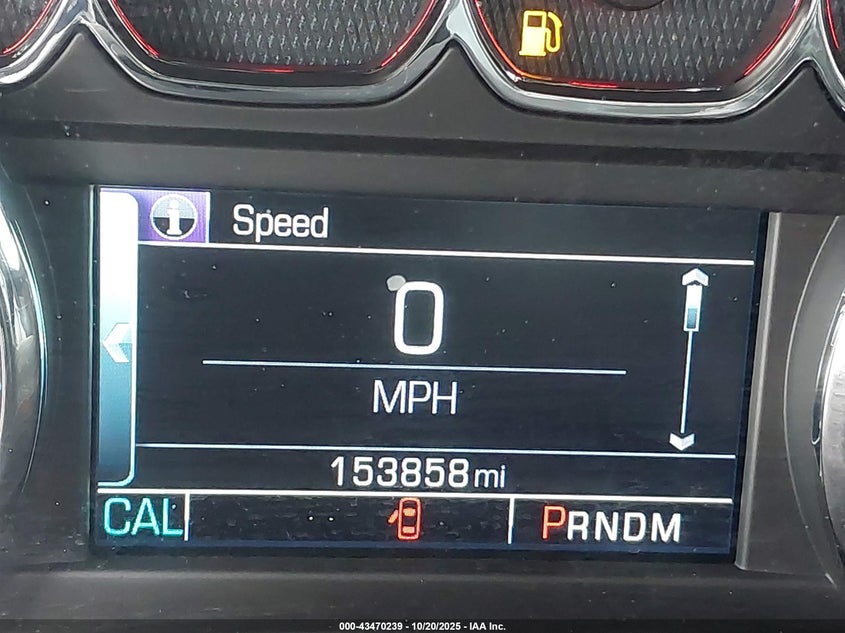 Speed
0
MPH
153858 mi
CAL
PRNDM
000-43470239 - 10/20/2025 - IAA Inc.